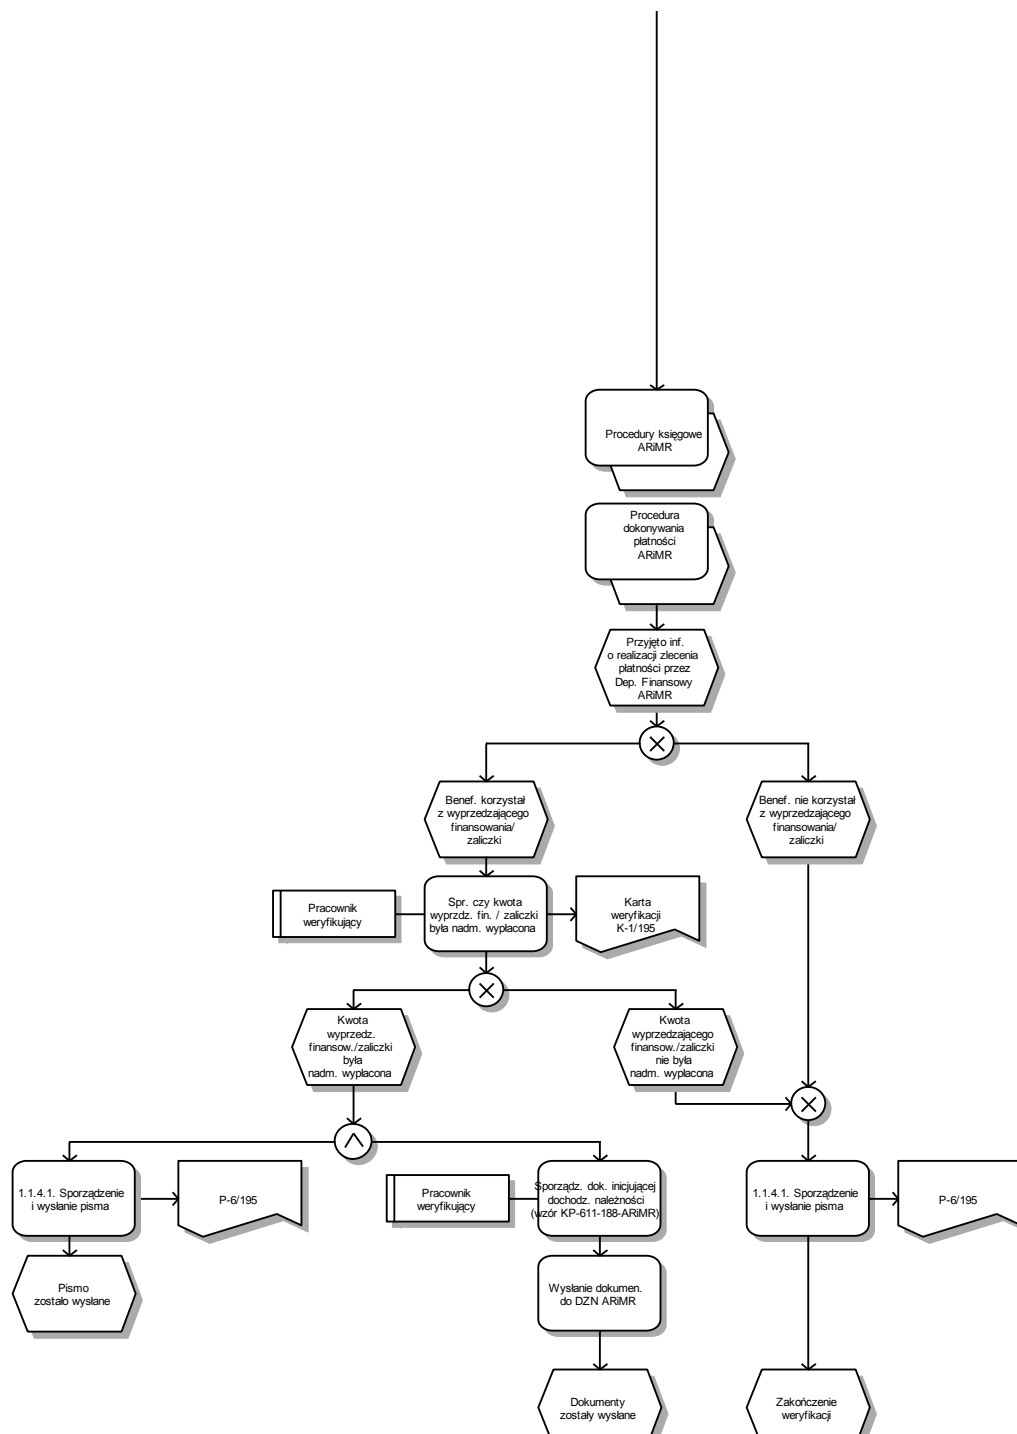 Procedury księgowe
ARiMR
Procedura
dokonywania
płatności
ARiMR
Przyjęto inf.
o realizacji zlecenia
płatności przez
Dep. Finansowy
ARiMR
Benef. korzystał
z wyprzedzającego
finansowania/
zaliczki
Benef. nie korzystał
z wyprzedzającego
finansowania/
zaliczki
Pracownik
weryfikujący
Spr. czy kwota
wyprzdz. fin. / zaliczki
była nadm. wypłacona
Karta
weryfikacji
K-1/195
Kwota
wyprzedz.
finansow./zaliczki
była
nadm. wypłacona
Kwota
wyprzedzającego
finansow./zaliczki
nie była
nadm. wypłacona
1.1.4.1. Sporządzenie
i wysłanie pisma
P-6/195
Pracownik
weryfikujący
Sporządz. dok. inicjującej
dochodz. należności
(wzór KP-611-188-ARiMR)
1.1.4.1. Sporządzenie
i wysłanie pisma
P-6/195
Pismo
zostało wysłane
Wysłanie dokumen.
do DZN ARiMR
Dokumenty
zostały wysłane
Zakończenie
weryfikacji